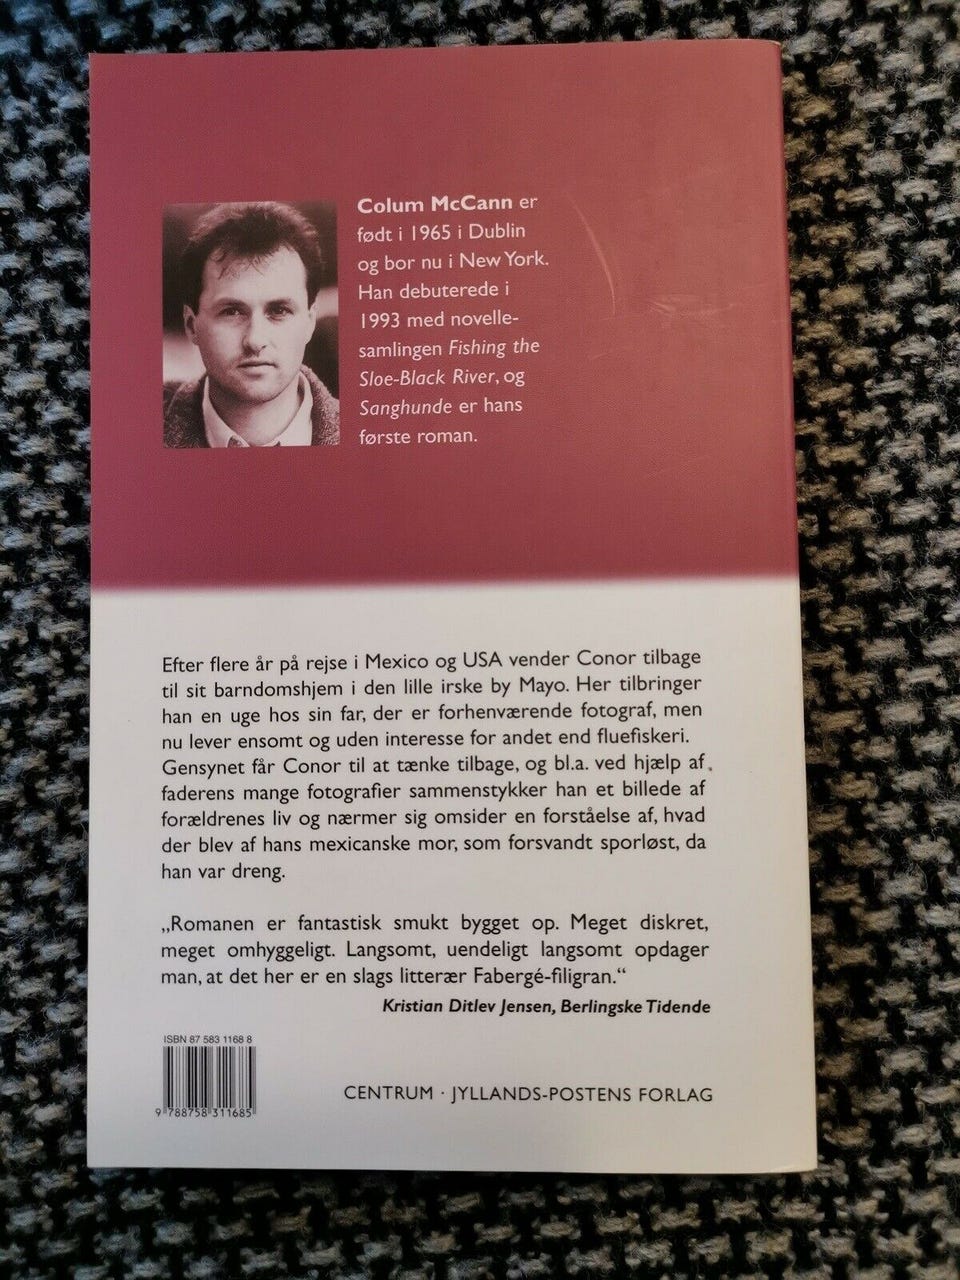 Colum McCann er
født i 1965 i Dublin
og bor nu i New York.
Han debuterede i
1993 med novelle-
samlingen Fishing the
Sloe-Black River, og
Sanghunde er hans
første roman.
Efter flere år på rejse i Mexico og USA vender Conor tilbage
til sit barndomshjem i den lille irske by Mayo. Her tilbringer
han en uge hos sin far, der er forhenværende fotograf, men
nu lever ensomt og uden interesse for andet end fluefiskeri.
Gensynet får Conor til at tænke tilbage, og bl.a. ved hjælp af
faderens mange fotografier sammenstykker han et billede af
forældrenes liv og nærmer sig omsider en forståelse af, hvad
der blev af hans mexicanske mor, som forsvandt sporløst, da
han var dreng.
„Romanen er fantastisk smukt bygget op. Meget diskret,
meget omhyggeligt. Langsomt, uendeligt langsomt opdager
man, at det her er en slags litterær Fabergé-filigran.“
Kristian Ditlev Jensen, Berlingske Tidende
ISBN 87 583 1168 8
9 788758 311685
CENTRUM · JYLLANDS-POSTENS FORLAG